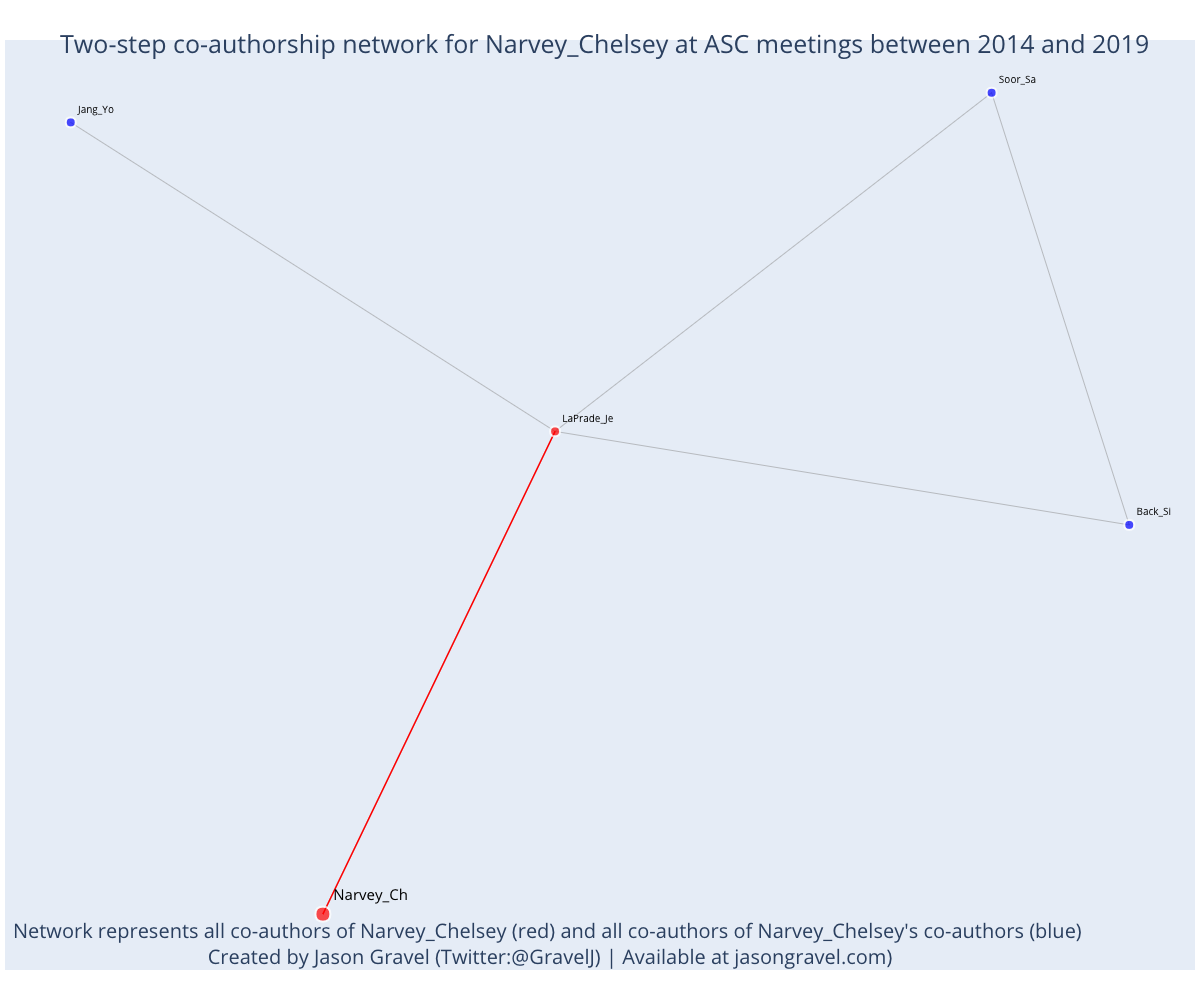 Two-step co-authorship network for Narvey_Chelsey at ASC meetings between 2014 and 2019
Soor_Sa
Jang_Yo
LaPrade_Je
Back_Si
Narvey_Ch
Network represents all co-authors of Narvey_Chelsey (red) and all co-authors of Narvey_Chelsey's co-authors (blue)
Created by Jason Gravel (Twitter:@GravelJ) | Available at jasongravel.com)